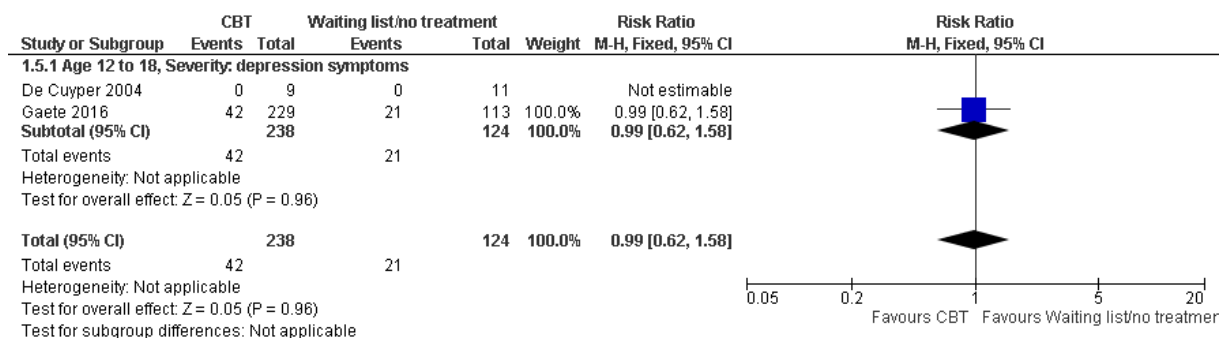 CBT Waiting list/no treatment Risk Ratio Risk Ratio
Study or Subgroup Events Total Events Total Weight M-H, Fixed, 95% CI M-H, Fixed, 95% CI
1.5.1 Age 12 to 18, Severity: depression symptoms
De Cuyper 2004 0 9 0 11 Not estimable
Gaete 2016 42 229 21 113 100.0% 0.99 [0.62, 1.58]
Subtotal (95% CI) 238 124 100.0% 0.99 [0.62, 1.58]
Total events 42 21
Heterogeneity: Not applicable
Test for overall effect: Z = 0.05 (P = 0.96)
Total (95% CI) 238 124 100.0% 0.99 [0.62, 1.58]
Total events 42 21
Heterogeneity: Not applicable
Test for overall effect: Z = 0.05 (P = 0.96)
Test for subgroup differences: Not applicable
0.05 0.2 1 5 20
Favours CBT Favours Waiting list/no treatmer